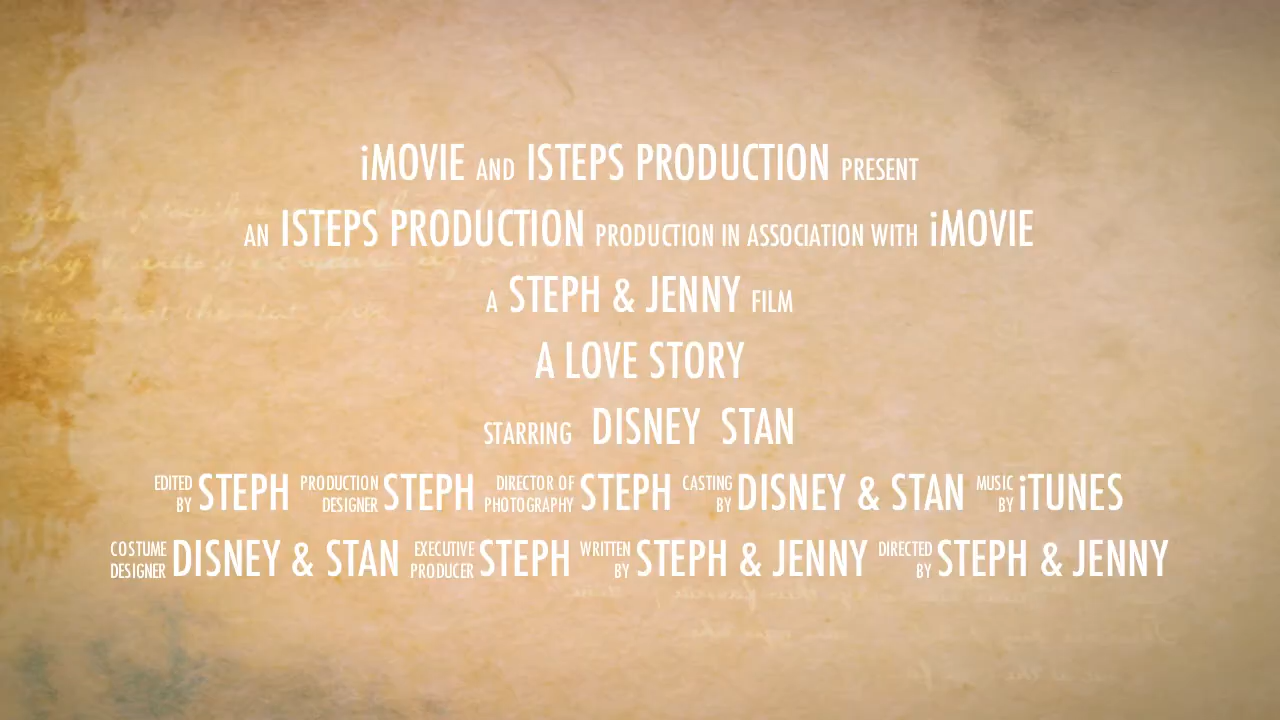 iMOVIE AND ISTEPS PRODUCTION PRESENT
AN ISTEPS PRODUCTION PRODUCTION IN ASSOCIATION WITH iMOVIE
A STEPH & JENNY FILM
A LOVE STORY
STARRING DISNEY STAN
EDITED BY STEPH PRODUCTION DESIGNER STEPH DIRECTOR OF PHOTOGRAPHY STEPH CASTING BY DISNEY & STAN MUSIC BY iTUNES
COSTUME DESIGNER DISNEY & STAN EXECUTIVE PRODUCER STEPH WRITTEN BY STEPH & JENNY DIRECTED BY STEPH & JENNY